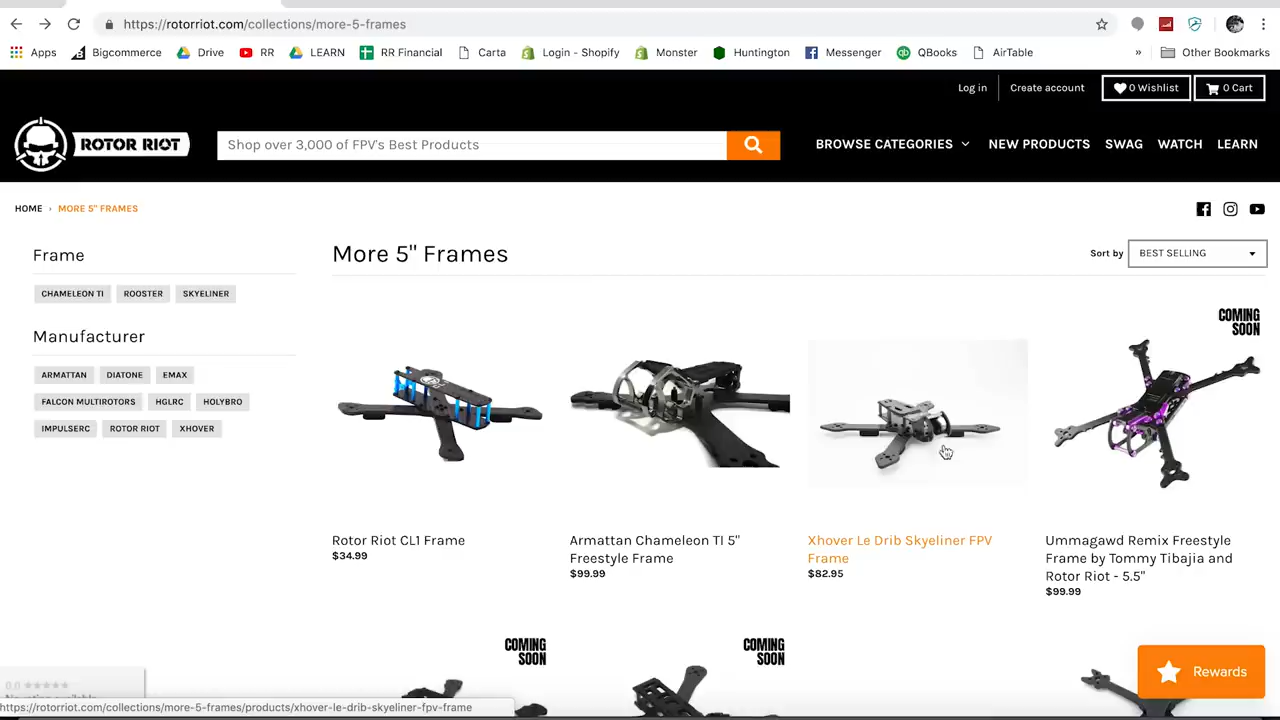 https://rotorriot.com/collections/more-5-frames
Apps Bigcommerce Drive RR LEARN RR Financial Carta Login - Shopify Monster Huntington Messenger QBooks AirTable » Other Bookmarks
Log in Create account 0 Wishlist 0 Cart
ROTOR RIOT Shop over 3,000 of FPV's Best Products BROWSE CATEGORIES NEW PRODUCTS SWAG WATCH LEARN
HOME › MORE 5" FRAMES
Frame
More 5" Frames
Sort by BEST SELLING
CHAMELEON TI ROOSTER SKYELINER
Manufacturer
ARMATTAN DIATONE EMAX
FALCON MULTIROTORS HGLRC HOLYBRO
IMPULSERC ROTOR RIOT XHOVER
COMING
SOON
Rotor Riot CL1 Frame
$34.99
Armattan Chameleon TI 5"
Freestyle Frame
$99.99
Xhover Le Drib Skyeliner FPV
Frame
$82.95
Ummagawd Remix Freestyle
Frame by Tommy Tibajia and
Rotor Riot - 5.5"
$99.99
COMING
SOON
COMING
SOON
Rewards
0.0
https://rotorriot.com/collections/more-5-frames/products/xhover-le-drib-skyeliner-fpv-frame